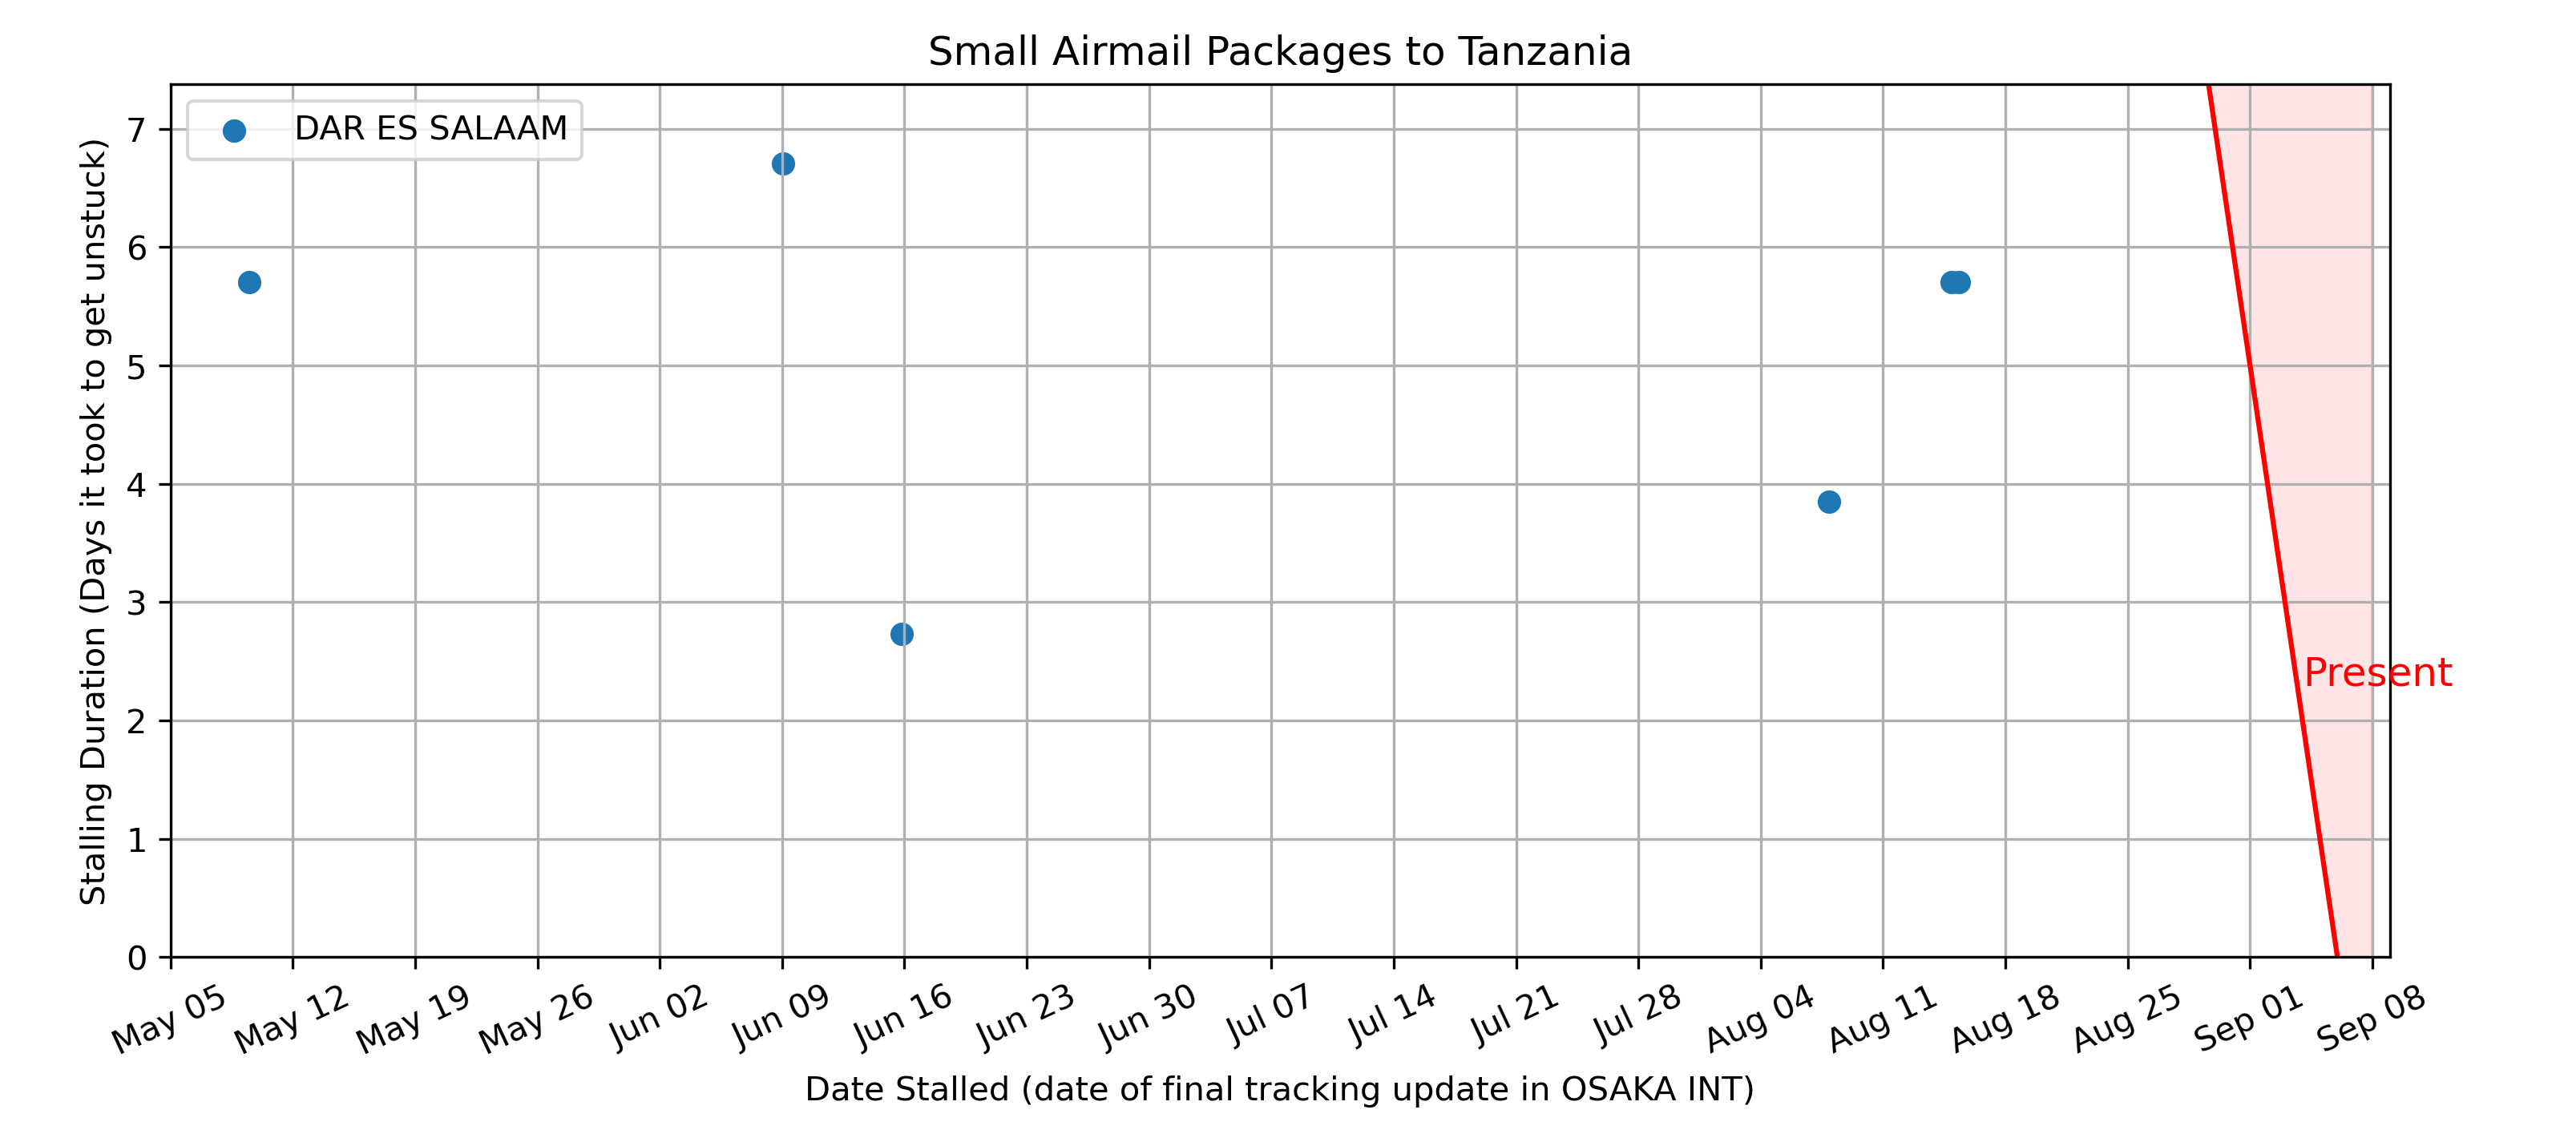 Small Airmail Packages to Tanzania
DAR ES SALAAM
Stalling Duration (Days it took to get unstuck)
7
6
5
4
3
2
1
0
Present
May 05
May 12
May 19
May 26
Jun 02
Jun 09
Jun 16
Jun 23
Jun 30
Jul 07
Jul 14
Jul 21
Jul 28
Aug 04
Aug 11
Aug 18
Aug 25
Sep 01
Sep 08
Date Stalled (date of final tracking update in OSAKA INT)